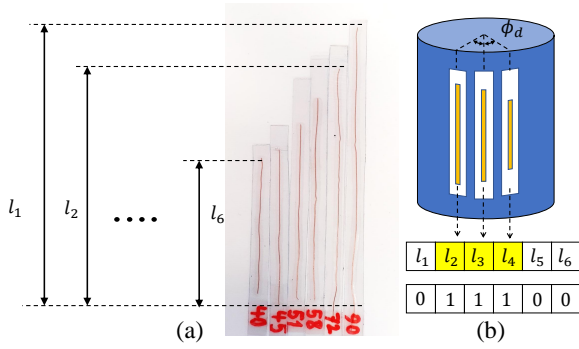 l₁
l₂
....
l₆
40
45
51
58
72
90
(a)
ϕ_d
l₁ l₂ l₃ l₄ l₅ l₆
0 1 1 1 0 0
(b)